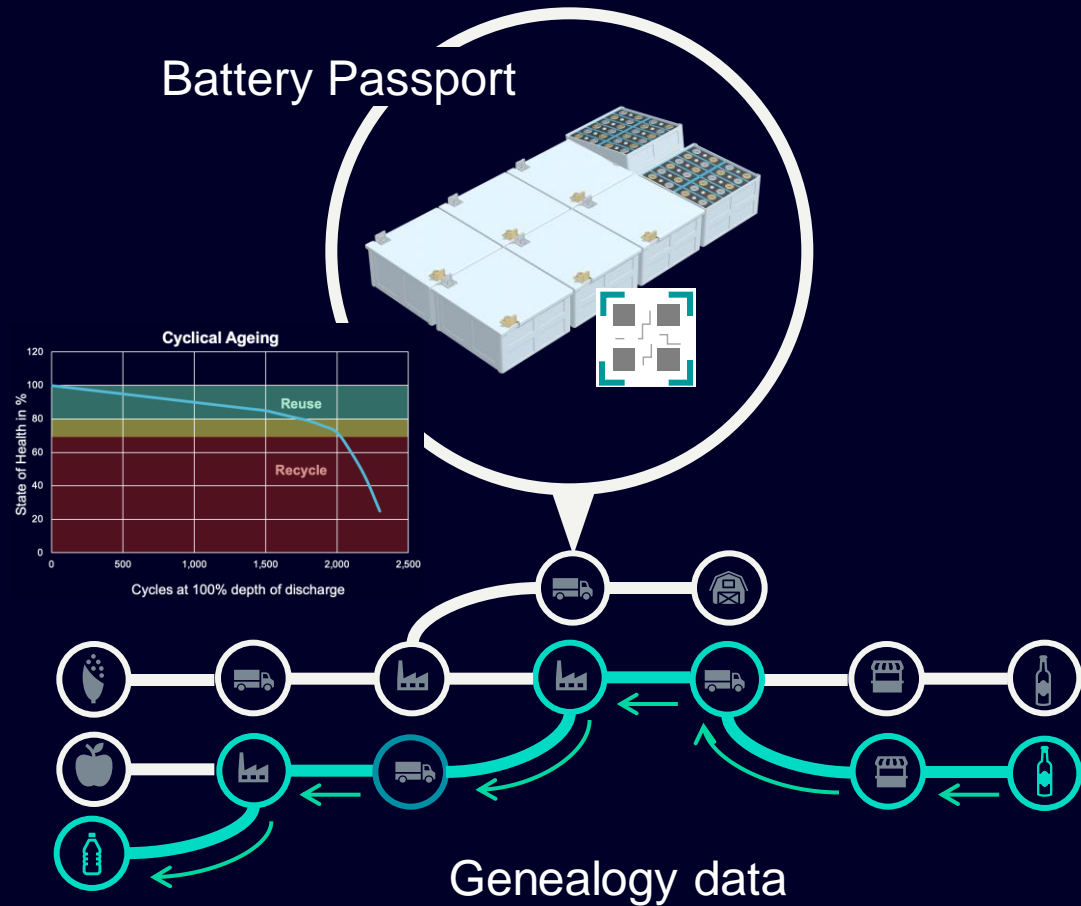 Battery Passport
Cyclical Ageing
State of Health in %
120
100
80
60
40
20
0
Reuse
Recycle
0 500 1,000 1,500 2,000 2,500
Cycles at 100% depth of discharge
Genealogy data